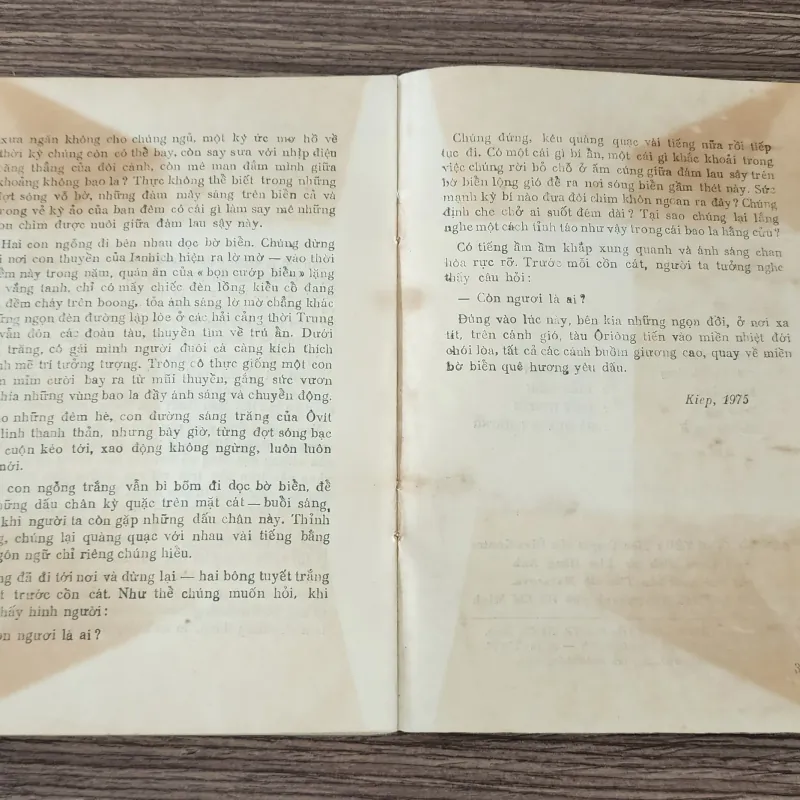 xưa ngăn không cho chúng ngủ, một ký ức mơ hồ về
thời kỳ chúng còn có thể bay, còn say sưa với nhịp điệu
căng thẳng của đôi cánh, còn mê man đắm mình giữa
khoảng không bao la? Thực không thể biết trong những
đợt sóng vỗ bờ, những đám mây sáng trên biển cả và
trong vẻ kỳ ảo của ban đêm có cái gì làm say mê những
con chim được nuôi giữa đầm lau sậy này.
Hai con ngỗng đi bên nhau dọc bờ biển. Chúng dừng
nơi con thuyền của hiện ra lờ mờ — vào thời
này trong năm, quán ăn của « bọn cướp biển » lặng
vắng tanh, chỉ có mấy chiếc đèn lồng kiểu cổ đang
đêm cháy trên boong, tỏa ánh sáng lờ mờ chẳng khác
những ngọn đèn đường lập lòe ở các hải cảng thời Trung
vẫn đón các đoàn tàu, thuyền tìm về trú ẩn. Dưới
trăng, cô gái mình người đuôi cá càng kích thích
mẽ trí tưởng tượng. Trông cô thực giống một con
mỉm cười bay ra từ mũi thuyền, gắng sức vươn
phía những vùng bao la đầy ánh sáng và chuyển động.
những đêm hè, con đường sáng trăng của Ôvít
linh thanh thản, nhưng bây giờ, từng đợt sóng bạc
cuộn kéo tới, xao động không ngừng, luôn luôn
mới.
con ngỗng trắng vẫn bì bõm đi dọc bờ biển, để
những dấu chân kỳ quặc trên mặt cát — buổi sáng,
khi người ta còn gặp những dấu chân này. Thỉnh
chúng lại quàng quạc với nhau vài tiếng bằng
ngôn ngữ chỉ riêng chúng hiểu.
đã đi tới nơi và dừng lại — hai bóng tuyết trắng
trước cồn cát. Như thể chúng muốn hỏi, khi
thấy hình người:
người là ai?
Chúng đứng, kêu quàng quạc vài tiếng nữa rồi tiếp
tục đi. Có một cái gì bí ẩn, một cái gì khắc khoải trong
việc chúng rời bỏ chỗ ở ấm cúng giữa đầm lau sậy trên
bờ biển lộng gió để ra nơi sóng biển gầm thét này. Sức
mạnh kỳ bí nào đưa đôi chim khôn ngoan ra đây? Chúng
định che chở ai suốt đêm dài? Tại sao chúng lại lắng
nghe một cách tỉnh táo như vậy trong cái bao la hằng cửu?
Có tiếng ầm ầm khắp xung quanh và ánh sáng chan
hòa rực rỡ. Trước mỗi cồn cát, người ta tưởng nghe
thấy câu hỏi:
— Còn ngươi là ai?
Đúng vào lúc này, bên kia những ngọn đồi, ở nơi xa
tít, trên cánh gió, tàu Ôriông tiến vào miền nhiệt đới
chói lòa, tất cả các cánh buồm giương cao, quay về miền
bờ biển quê hương yêu dấu.
Kiep, 1975
3